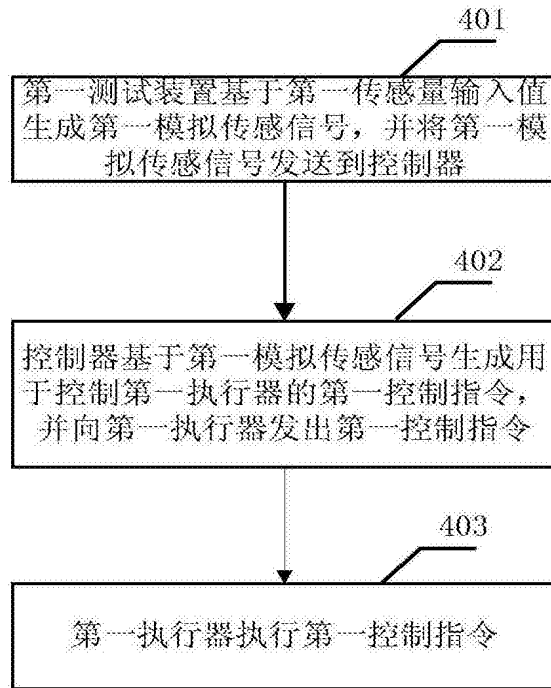 401
第一测试装置基于第一传感量输入值
生成第一模拟传感信号，并将第一模
拟传感信号发送到控制器
402
控制器基于第一模拟传感信号生成用
于控制第一执行器的第一控制指令，
并向第一执行器发出第一控制指令
403
第一执行器执行第一控制指令